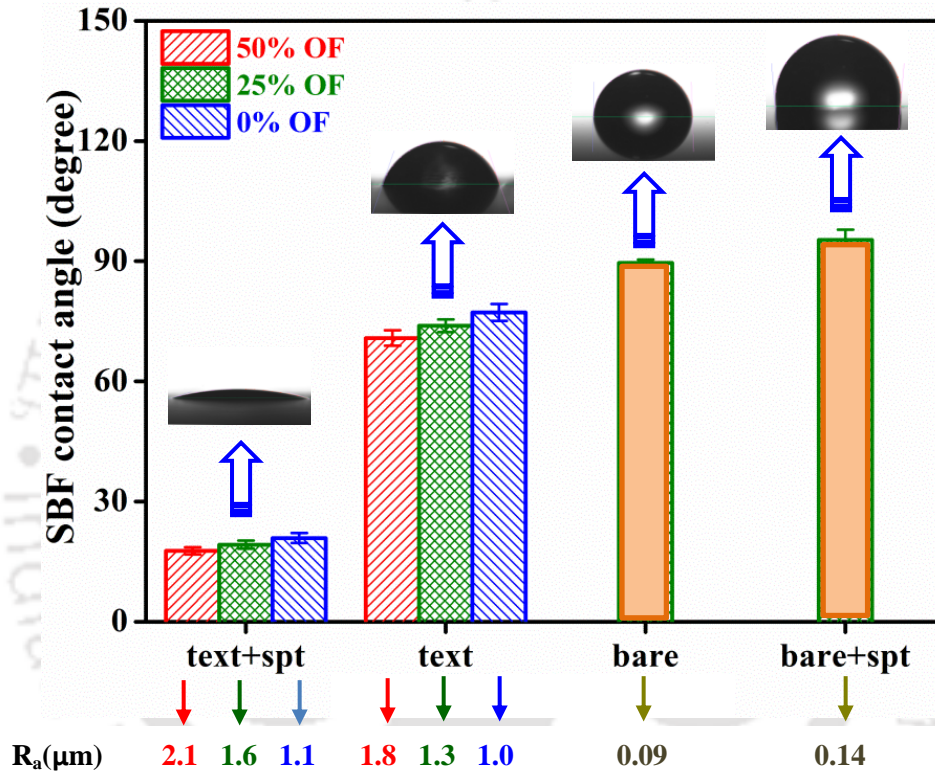 150
120
90
60
30
0
SBF contact angle (degree)
50% OF
25% OF
0% OF
text+spt text bare bare+spt
Rₐ(μm) 2.1 1.6 1.1 1.8 1.3 1.0 0.09 0.14